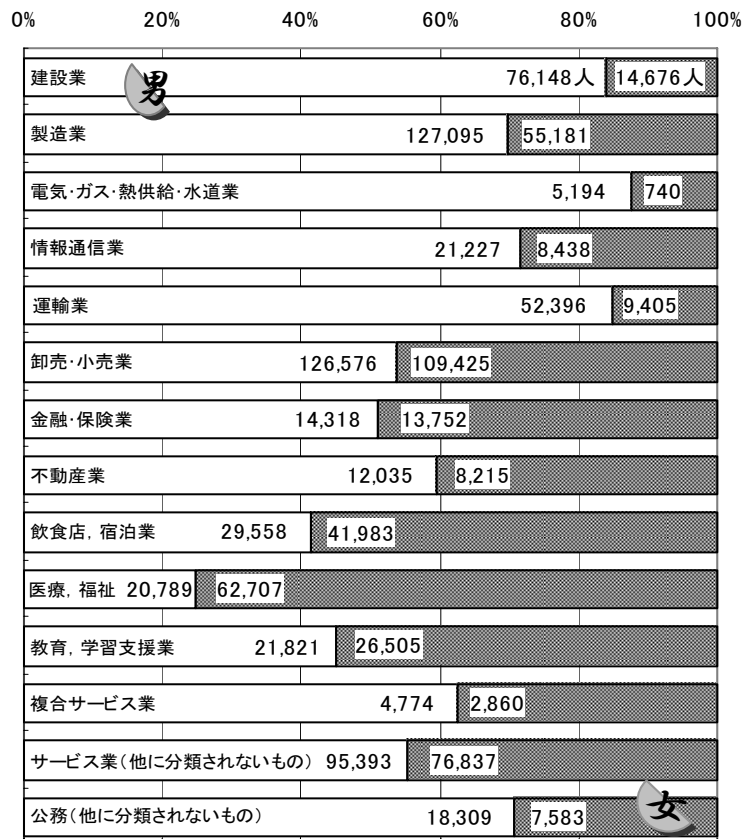 0% 20% 40% 60% 80% 100%
建設業 男 76,148人 14,676人
製造業 127,095 55,181
電気･ガス･熱供給･水道業 5,194 740
情報通信業 21,227 8,438
運輸業 52,396 9,405
卸売･小売業 126,576 109,425
金融･保険業 14,318 13,752
不動産業 12,035 8,215
飲食店，宿泊業 29,558 41,983
医療，福祉 20,789 62,707
教育，学習支援業 21,821 26,505
複合サービス業 4,774 2,860
サービス業（他に分類されないもの） 95,393 76,837
公務（他に分類されないもの） 18,309 7,583 女